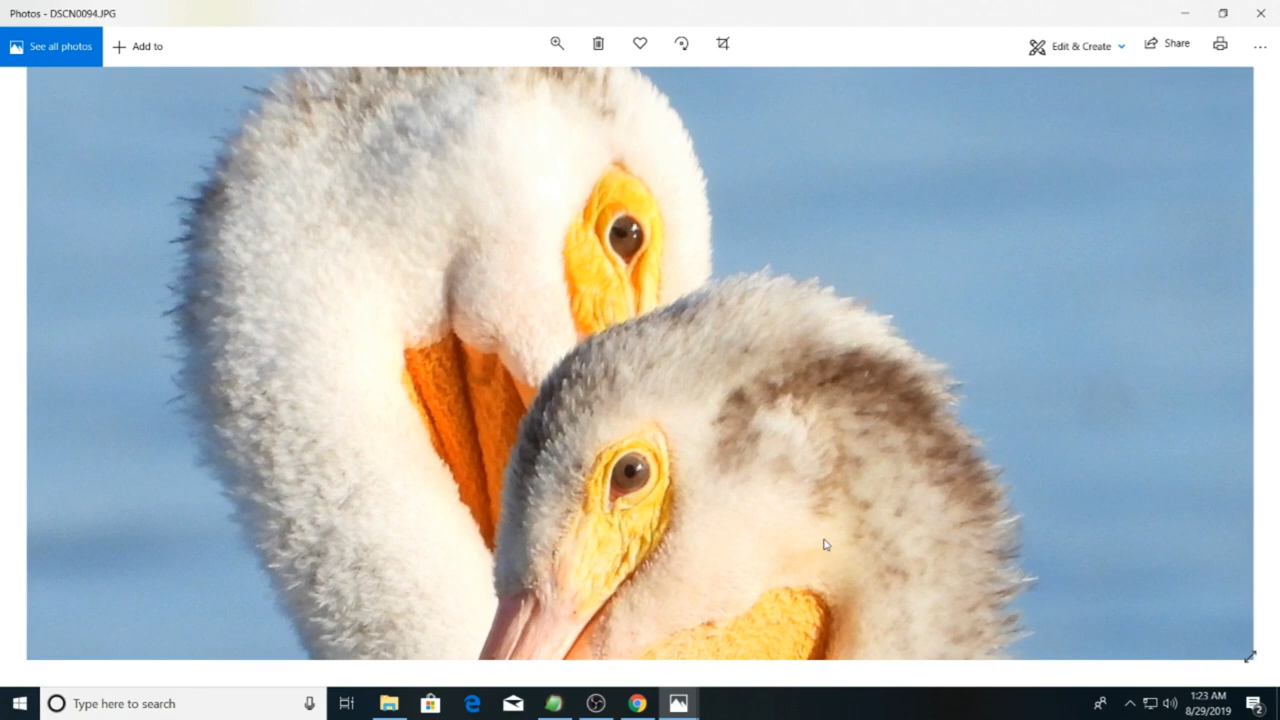 Photos - DSCN0094.JPG
See all photos
Add to
Edit & Create
Share
Type here to search
1:23 AM
8/29/2019
2